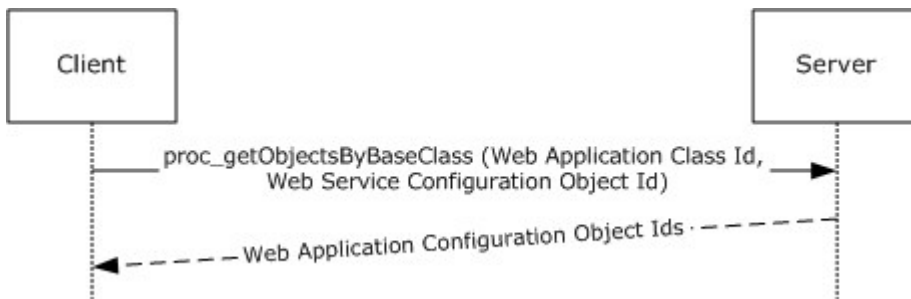 Client
Server
proc_getObjectsByBaseClass (Web Application Class Id,
Web Service Configuration Object Id)
Web Application Configuration Object Ids